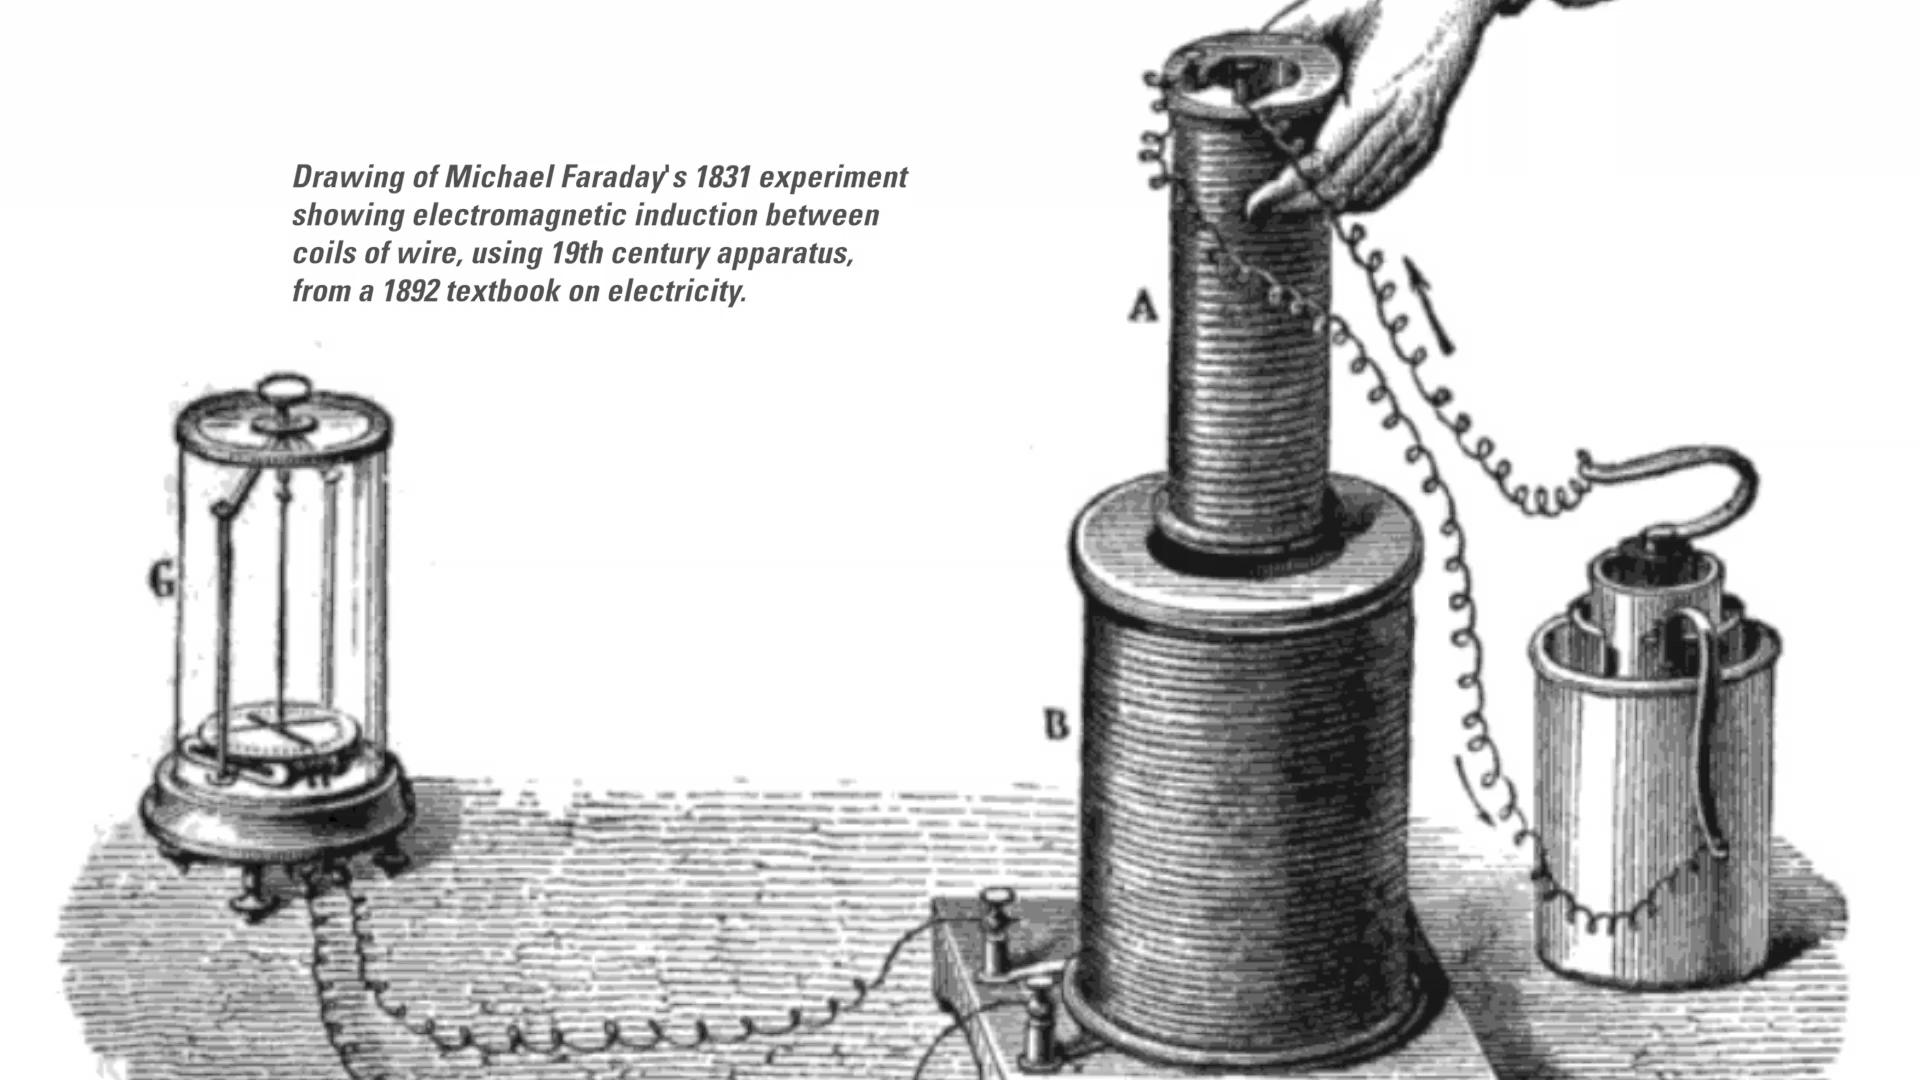 Drawing of Michael Faraday's 1831 experiment
showing electromagnetic induction between
coils of wire, using 19th century apparatus,
from a 1892 textbook on electricity.
A
G
B